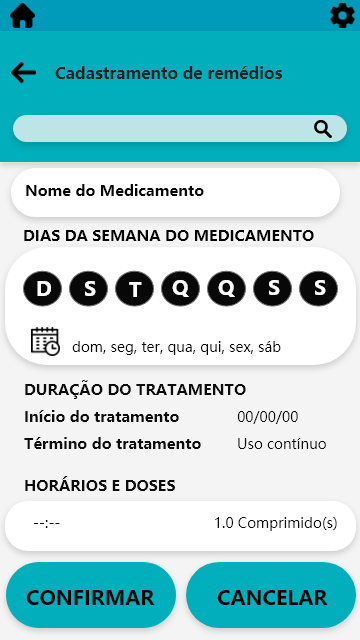 Cadastramento de remédios
Nome do Medicamento
DIAS DA SEMANA DO MEDICAMENTO
D S T Q Q S S
dom, seg, ter, qua, qui, sex, sáb
DURAÇÃO DO TRATAMENTO
Início do tratamento 00/00/00
Término do tratamento Uso contínuo
HORÁRIOS E DOSES
--:-- 1.0 Comprimido(s)
CONFIRMAR CANCELAR